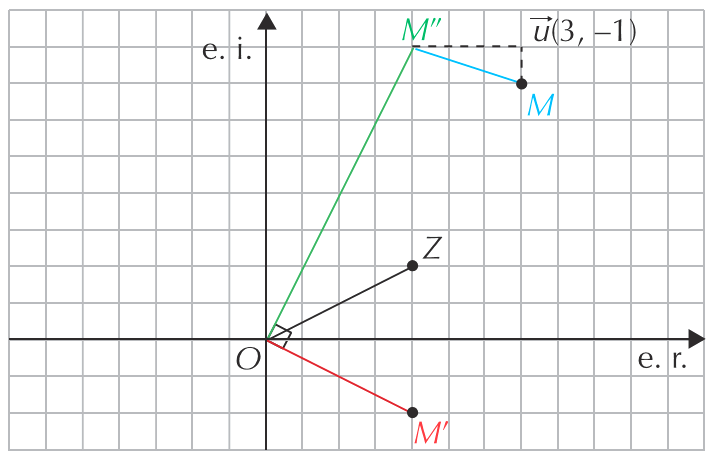 M″
u⃗(3, –1)
e. i.
M
Z
O
e. r.
M′